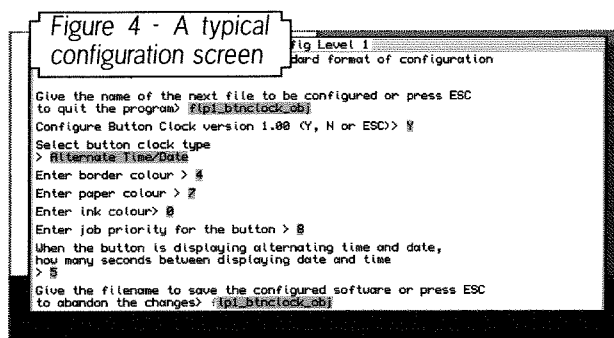 Figure 4 - A typical
configuration screen
fig Level 1
dard format of configuration
Give the name of the next file to be configured or press ESC
to quit the program> flp1_btnclock_obj
Configure Button Clock version 1.00 (Y, N or ESC)> Y
Select button clock type
> Alternate Time/Date
Enter border colour > 4
Enter paper colour > 7
Enter ink colour> 0
Enter job priority for the button > 8
When the button is displaying alternating time and date,
how many seconds between displaying date and time
> 5
Give the filename to save the configured software or press ESC
to abandon the changes> flp1_btnclock_obj